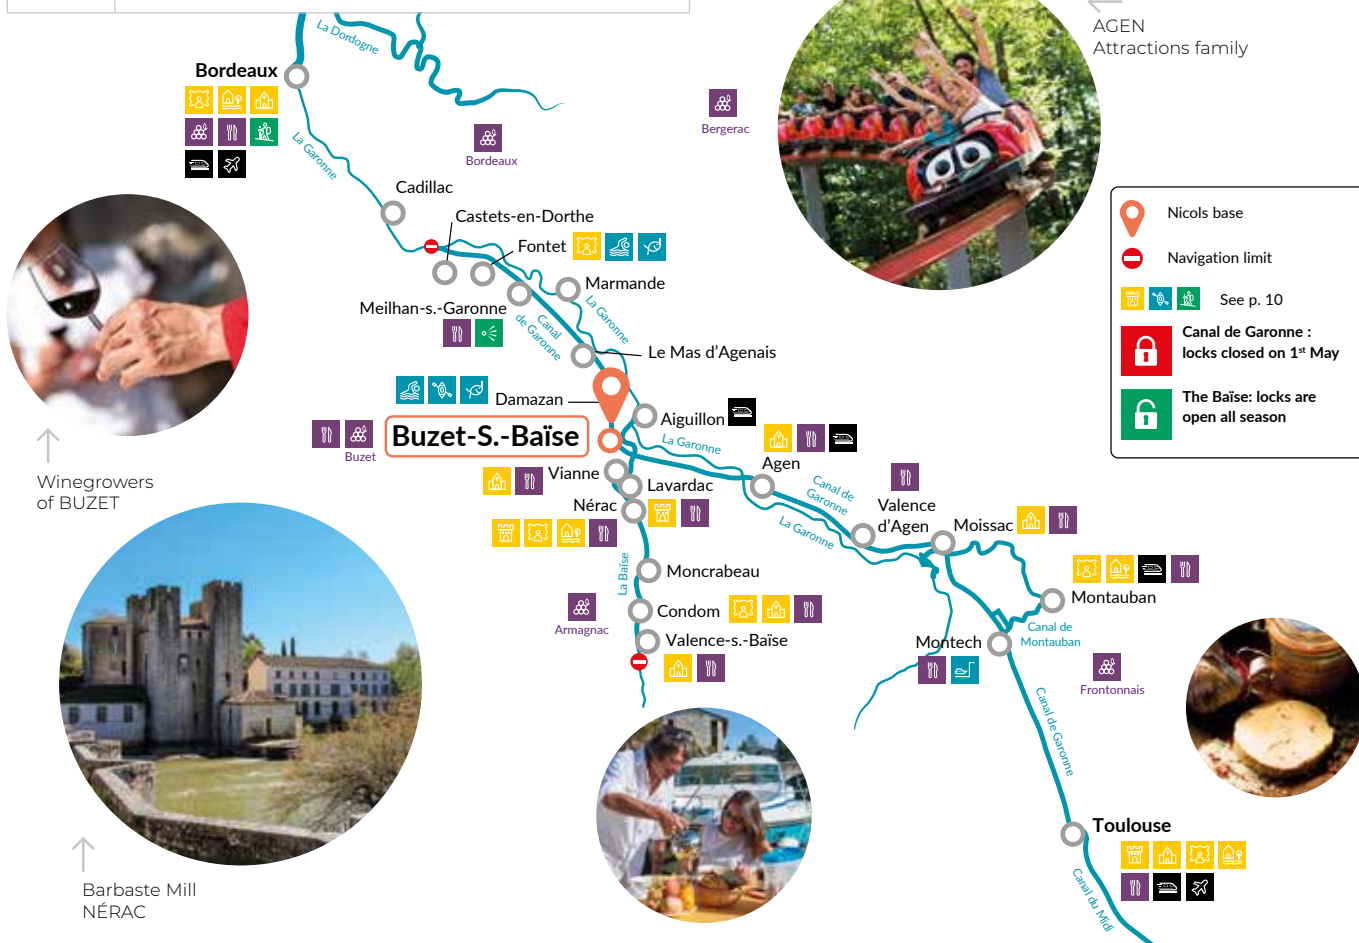 La Dordogne
AGEN
Attractions family
Bordeaux
Bergerac
La Garonne
Bordeaux
Cadillac
Castets-en-Dorthe
Fontet
Nicols base
Navigation limit
See p. 10
Canal de Garonne :
locks closed on 1st May
The Baïse: locks are
open all season
Marmande
Meilhan-s.-Garonne
La Garonne
Canal
de Garonne
Le Mas d’Agenais
Damazan
Aiguillon
Buzet-S.-Baïse
Buzet
La Garonne
Agen
Winegrowers
of BUZET
Vianne
Lavardac
Canal de
Garonne
Nérac
Valence
d’Agen
La Garonne
Moissac
La Baïse
Moncrabeau
Montauban
Condom
Armagnac
Valence-s.-Baïse
Canal de
Montauban
Montech
Frontonnais
Canal de Garonne
Toulouse
Canal du Midi
Barbaste Mill
NÉRAC